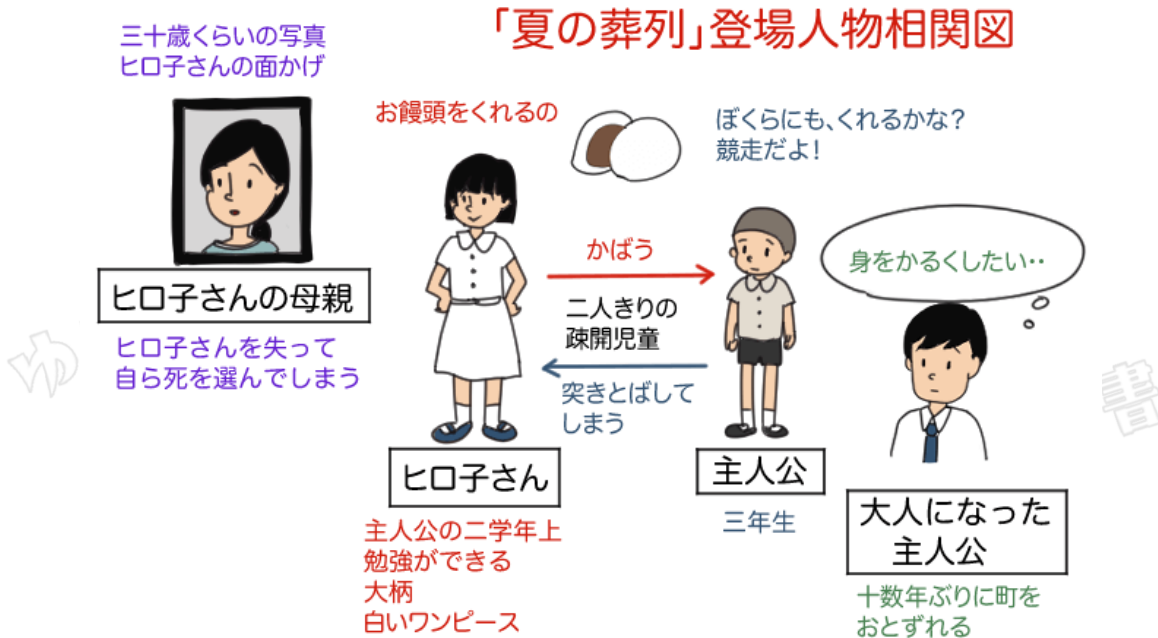 「夏の葬列」登場人物相関図
三十歳くらいの写真
ヒロ子さんの面かげ
お饅頭をくれるの
ぼくらにも、くれるかな？
競走だよ！
かばう
身をかるくしたい‥
ヒロ子さんの母親
二人きりの
疎開児童
ヒロ子さんを失って
自ら死を選んでしまう
突きとばして
しまう
ヒロ子さん
主人公
大人になった
主人公
主人公の二学年上
勉強ができる
大柄
白いワンピース
三年生
十数年ぶりに町を
おとずれる
ゆ
書